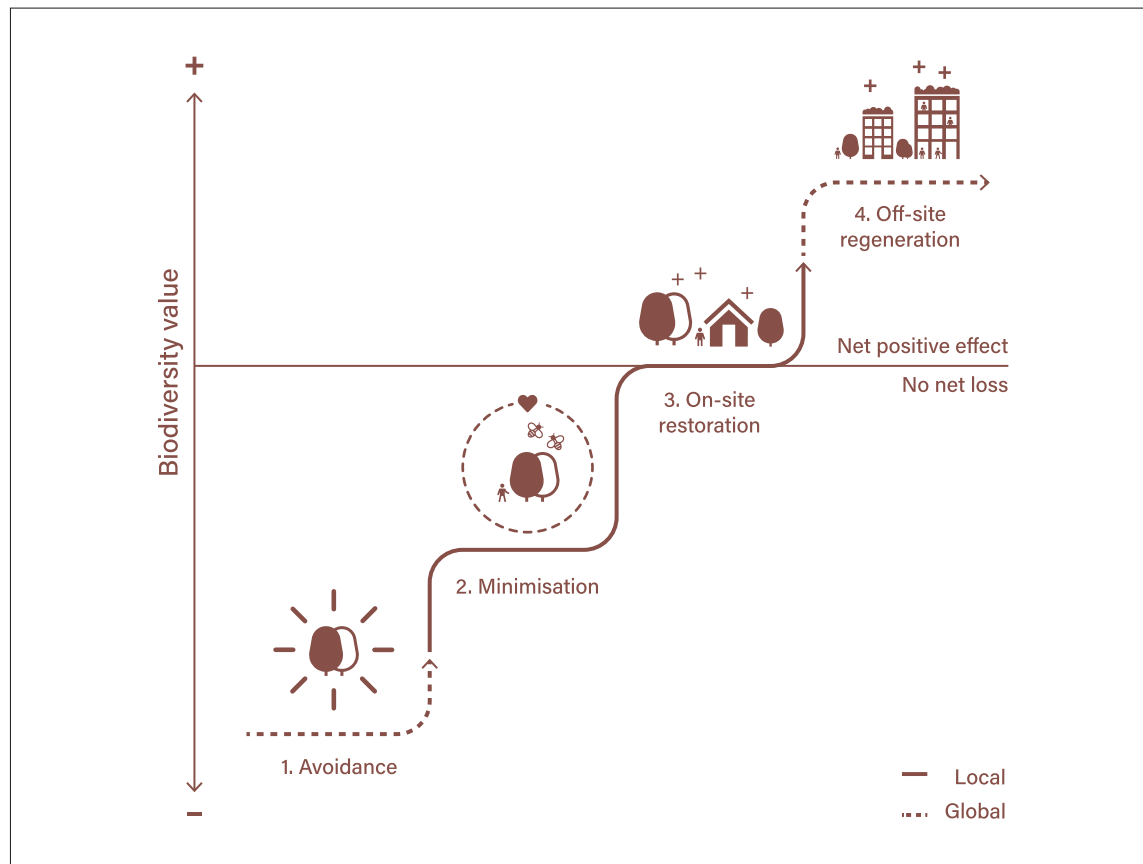 +
Biodiversity value
4. Off-site
regeneration
Net positive effect
No net loss
3. On-site
restoration
2. Minimisation
1. Avoidance
–
Local
Global